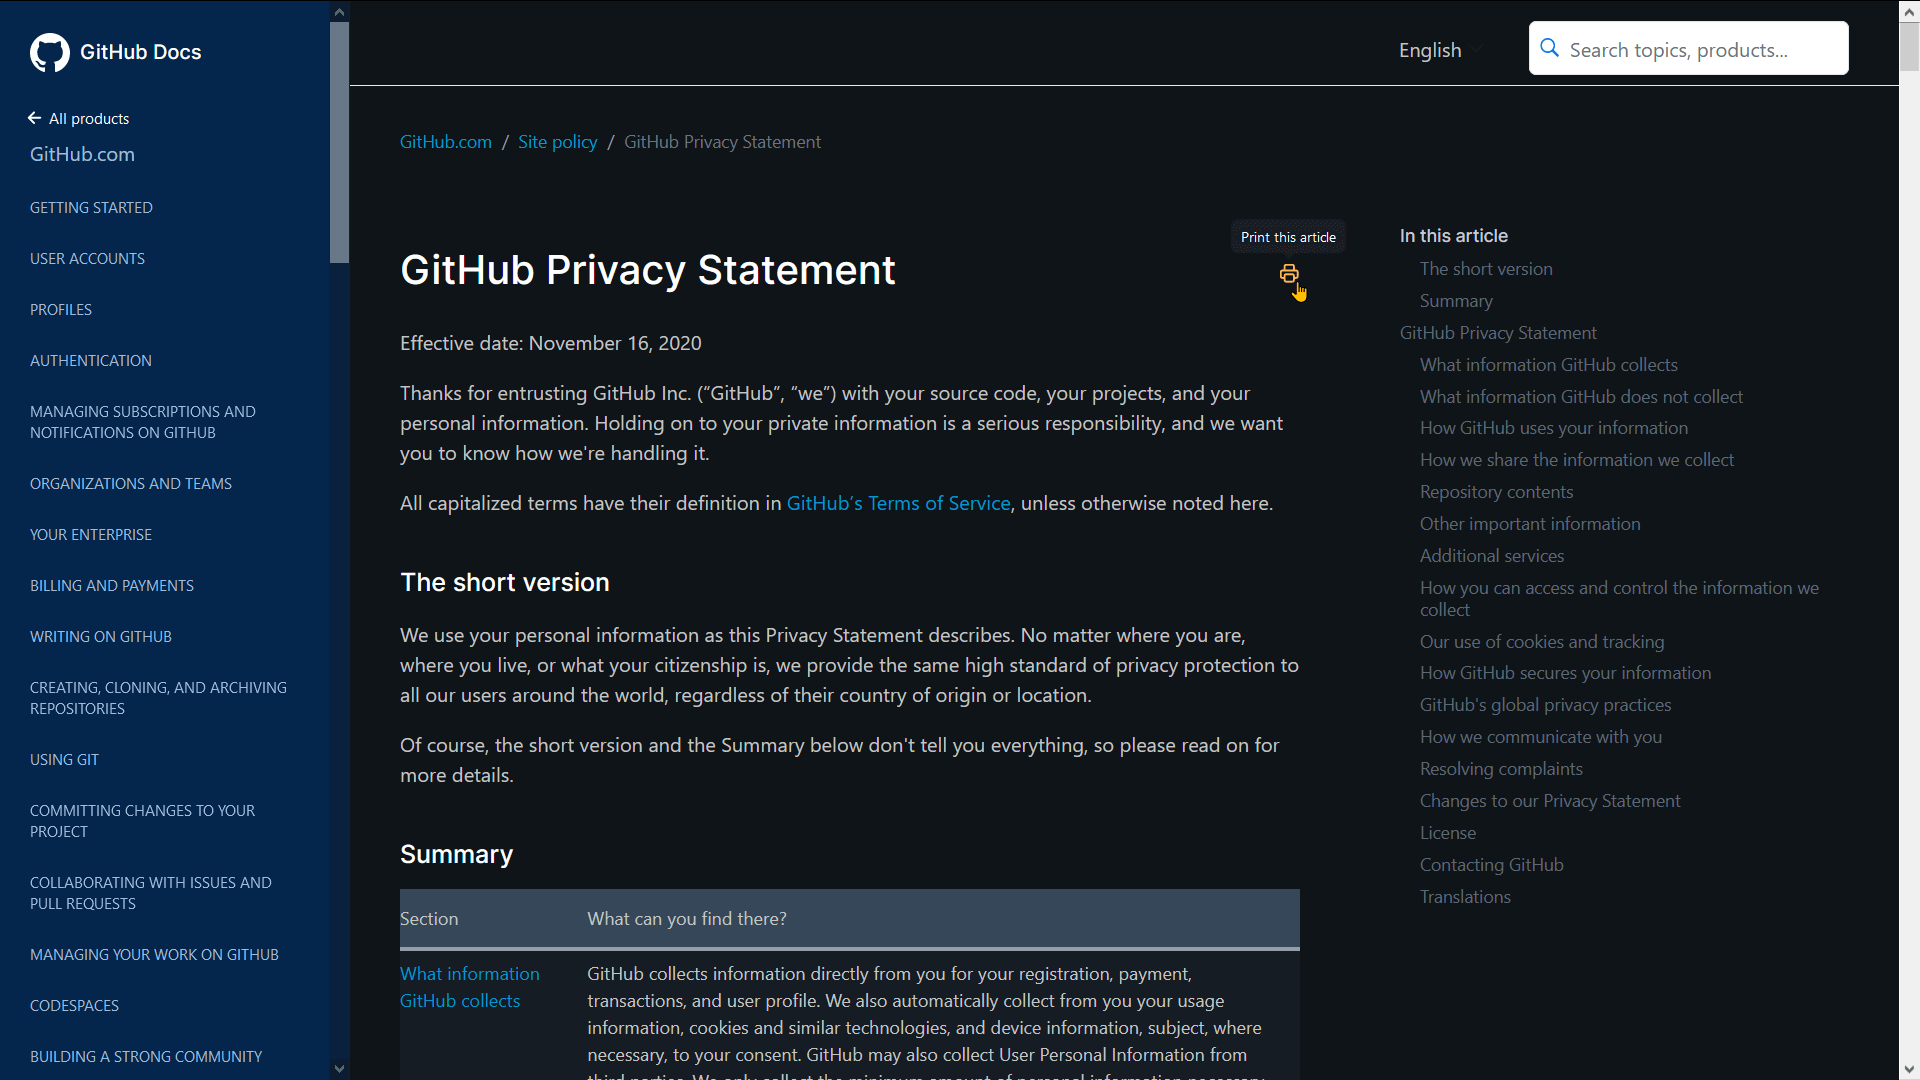 GitHub Docs
All products
GitHub.com
GETTING STARTED
USER ACCOUNTS
PROFILES
AUTHENTICATION
MANAGING SUBSCRIPTIONS AND
NOTIFICATIONS ON GITHUB
ORGANIZATIONS AND TEAMS
YOUR ENTERPRISE
BILLING AND PAYMENTS
WRITING ON GITHUB
CREATING, CLONING, AND ARCHIVING
REPOSITORIES
USING GIT
COMMITTING CHANGES TO YOUR
PROJECT
COLLABORATING WITH ISSUES AND
PULL REQUESTS
MANAGING YOUR WORK ON GITHUB
CODESPACES
BUILDING A STRONG COMMUNITY
English
Search topics, products...
GitHub.com / Site policy / GitHub Privacy Statement
Print this article
GitHub Privacy Statement
Effective date: November 16, 2020
Thanks for entrusting GitHub Inc. (“GitHub”, “we”) with your source code, your projects, and your
personal information. Holding on to your private information is a serious responsibility, and we want
you to know how we're handling it.
All capitalized terms have their definition in GitHub’s Terms of Service, unless otherwise noted here.
The short version
We use your personal information as this Privacy Statement describes. No matter where you are,
where you live, or what your citizenship is, we provide the same high standard of privacy protection to
all our users around the world, regardless of their country of origin or location.
Of course, the short version and the Summary below don't tell you everything, so please read on for
more details.
Summary
Section What can you find there?
What information
GitHub collects
GitHub collects information directly from you for your registration, payment,
transactions, and user profile. We also automatically collect from you your usage
information, cookies and similar technologies, and device information, subject, where
necessary, to your consent. GitHub may also collect User Personal Information from
third parties. We only collect the minimum amount of personal information necessary
In this article
The short version
Summary
GitHub Privacy Statement
What information GitHub collects
What information GitHub does not collect
How GitHub uses your information
How we share the information we collect
Repository contents
Other important information
Additional services
How you can access and control the information we
collect
Our use of cookies and tracking
How GitHub secures your information
GitHub's global privacy practices
How we communicate with you
Resolving complaints
Changes to our Privacy Statement
License
Contacting GitHub
Translations